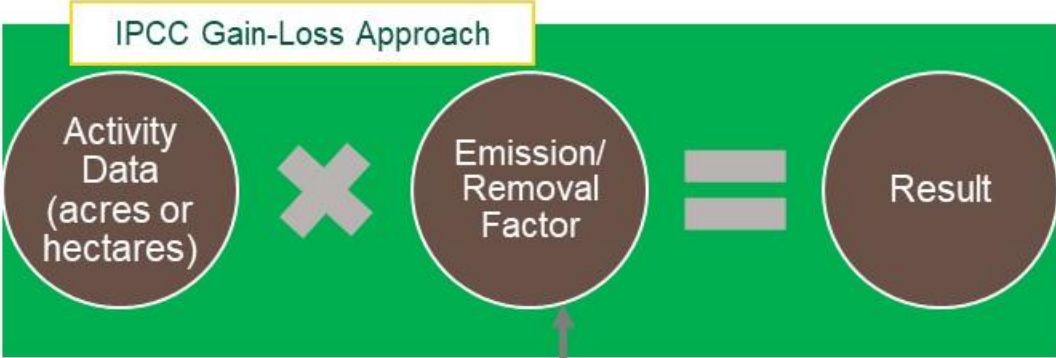 IPCC Gain-Loss Approach
Activity
Data
(acres or
hectares)
Emission/
Removal
Factor
Result